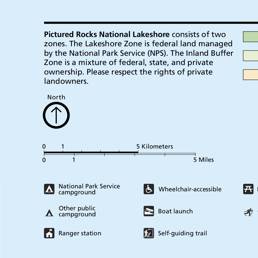 Pictured Rocks National Lakeshore consists of two
zones. The Lakeshore Zone is federal land managed
by the National Park Service (NPS). The Inland Buffer
Zone is a mixture of federal, state, and private
ownership. Please respect the rights of private
landowners.
North
0 1 5 Kilometers
0 1 5 Miles
National Park Service
campground
Wheelchair-accessible
Other public
campground
Boat launch
Ranger station
Self-guiding trail